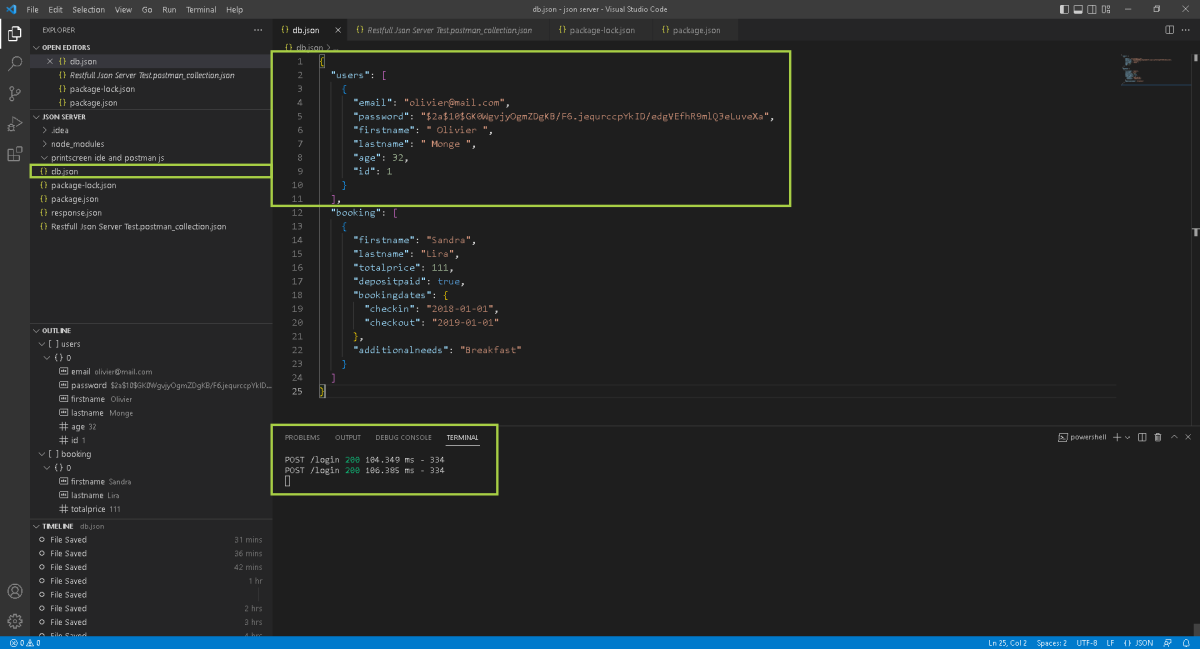 File Edit Selection View Go Run Terminal Help
db.json - json server - Visual Studio Code
EXPLORER
OPEN EDITORS
db.json
Restfull Json Server Test.postman_collection.json
package-lock.json
package.json
JSON SERVER
.idea
node_modules
printscreen ide and postman js
db.json
package-lock.json
package.json
response.json
Restfull Json Server Test.postman_collection.json
OUTLINE
[ ] users
{} 0
email olivier@mail.com
password $2a$10$GK0WgvjyOgmZDgKB/F6.jequrccpYkID...
firstname Olivier
lastname Monge
age 32
id 1
[ ] booking
{} 0
firstname Sandra
lastname Lira
totalprice 111
TIMELINE db.json
File Saved 31 mins
File Saved 36 mins
File Saved 42 mins
File Saved 1 hr
File Saved
File Saved 2 hrs
File Saved 3 hrs
File Saved 4 hrs
{} db.json
{} Restfull Json Server Test.postman_collection.json
{} package-lock.json
{} package.json
{} db.json > ...
1 {
2 "users": [
3 {
4 "email": "olivier@mail.com",
5 "password": "$2a$10$GK0WgvjyOgmZDgKB/F6.jequrccpYkID/edgVEfhR9mlQ3eLuveXa",
6 "firstname": " Olivier ",
7 "lastname": " Monge ",
8 "age": 32,
9 "id": 1
10 }
11 ],
12 "booking": [
13 {
14 "firstname": "Sandra",
15 "lastname": "Lira",
16 "totalprice": 111,
17 "depositpaid": true,
18 "bookingdates": {
19 "checkin": "2018-01-01",
20 "checkout": "2019-01-01"
21 },
22 "additionalneeds": "Breakfast"
23 }
24 ]
25 }
PROBLEMS OUTPUT DEBUG CONSOLE TERMINAL
powershell
POST /login 200 104.349 ms - 334
POST /login 200 106.385 ms - 334
0 0
Ln 25, Col 2 Spaces: 2 UTF-8 LF {} JSON